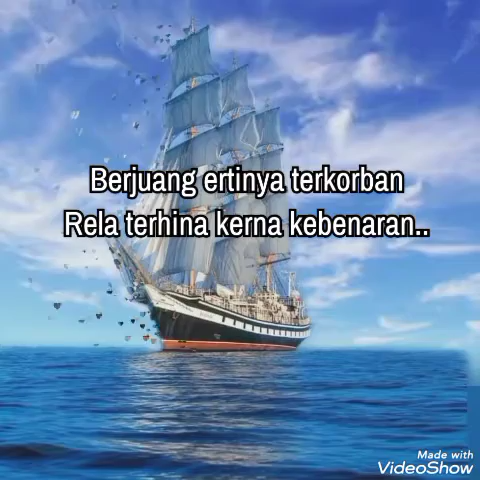 Berjuang ertinya terkorban
Rela terhina kerna kebenaran..
Made with
VideoShow